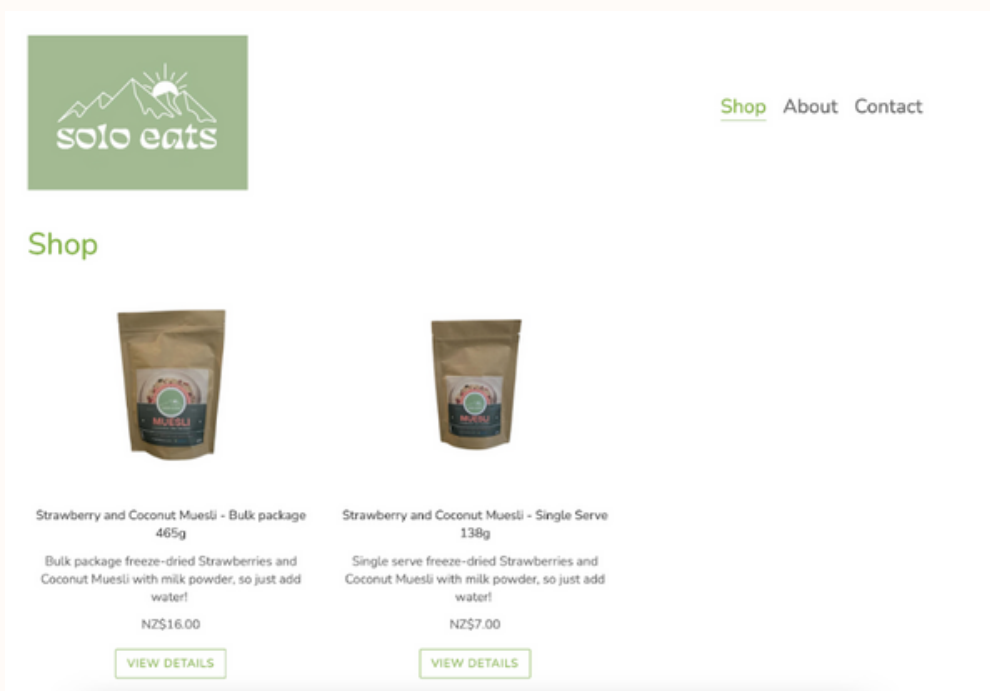 solo eats
Shop About Contact
Shop
MUESLI
MUESLI
Strawberry and Coconut Muesli - Bulk package
465g
Bulk package freeze-dried Strawberries and
Coconut Muesli with milk powder, so just add
water!
NZ$16.00
VIEW DETAILS
Strawberry and Coconut Muesli - Single Serve
138g
Single serve freeze-dried Strawberries and
Coconut Muesli with milk powder, so just add
water!
NZ$7.00
VIEW DETAILS